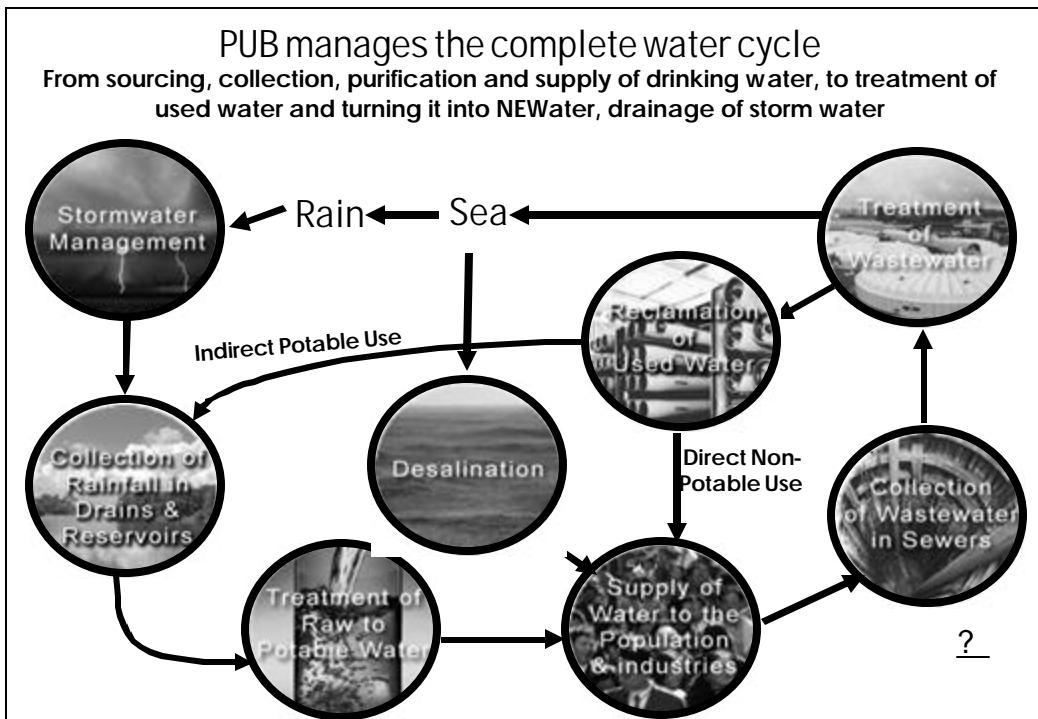 PUB manages the complete water cycle
From sourcing, collection, purification and supply of drinking water, to treatment of
used water and turning it into NEWater, drainage of storm water
Stormwater
Management
Rain
Sea
Treatment
of
Wastewater
Reclamation
of
Used Water
Indirect Potable Use
Collection of
Rainfall in
Drains &
Reservoirs
Desalination
Direct Non-
Potable Use
Collection
of Wastewater
in Sewers
Treatment of
Raw to
Potable Water
Supply of
Water to the
Population
& industries
?